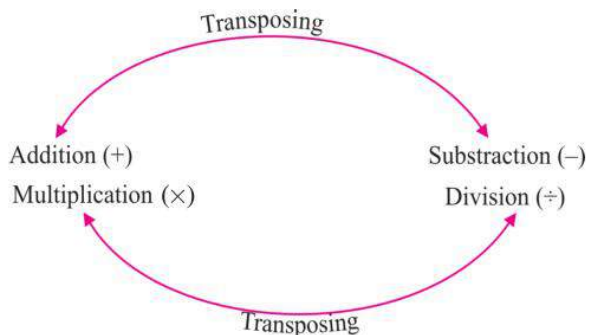 Transposing
Addition (+)
Substraction (–)
Multiplication (×)
Division (÷)
Transposing